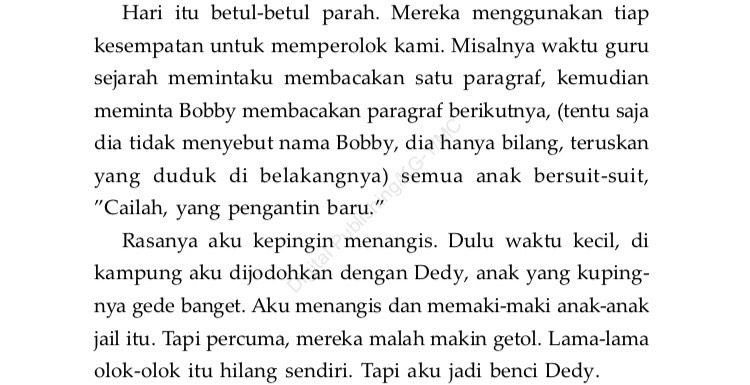 Hari itu betul-betul parah. Mereka menggunakan tiap
kesempatan untuk memperolok kami. Misalnya waktu guru
sejarah memintaku membacakan satu paragraf, kemudian
meminta Bobby membacakan paragraf berikutnya, (tentu saja
dia tidak menyebut nama Bobby, dia hanya bilang, teruskan
yang duduk di belakangnya) semua anak bersuit-suit,
"Cailah, yang pengantin baru."
Rasanya aku kepingin menangis. Dulu waktu kecil, di
kampung aku dijodohkan dengan Dedy, anak yang kuping-
nya gede banget. Aku menangis dan memaki-maki anak-anak
jail itu. Tapi percuma, mereka malah makin getol. Lama-lama
olok-olok itu hilang sendiri. Tapi aku jadi benci Dedy.